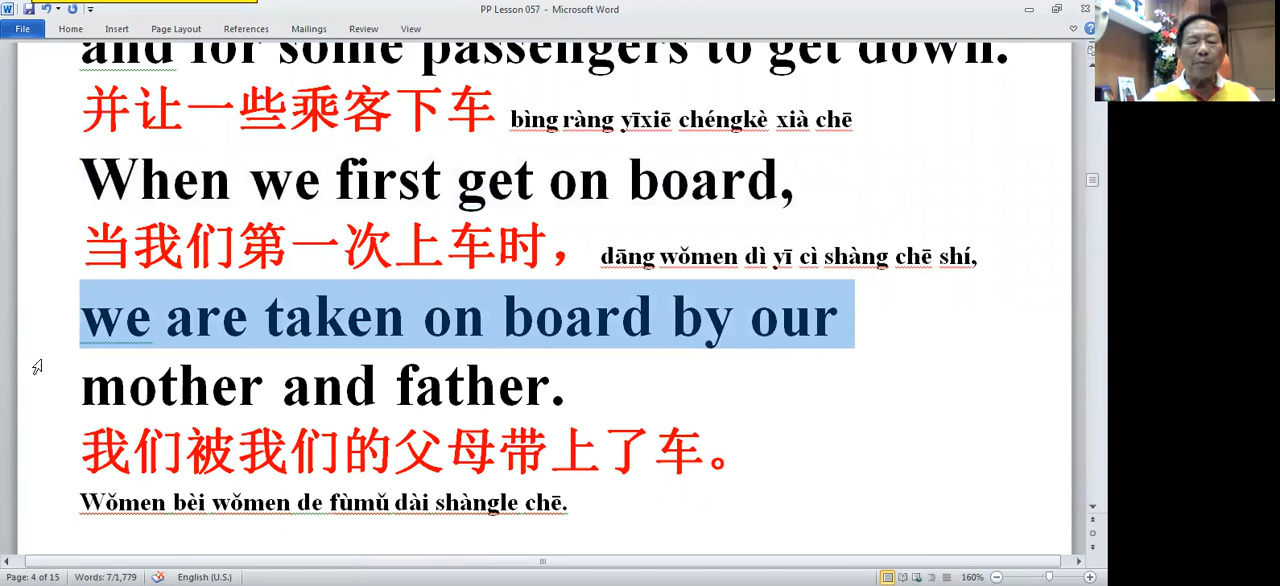 PP Lesson 057 - Microsoft Word
File Home Insert Page Layout References Mailings Review View
and for some passengers to get down.
并让一些乘客下车 bìng ràng yīxiē chéngkè xià chē
When we first get on board,
当我们第一次上车时， dāng wǒmen dì yī cì shàng chē shí,
we are taken on board by our
mother and father.
我们被我们的父母带上了车。
Wǒmen bèi wǒmen de fùmǔ dài shàngle chē.
Page: 4 of 15 Words: 7/1,779 English (U.S.) 160%